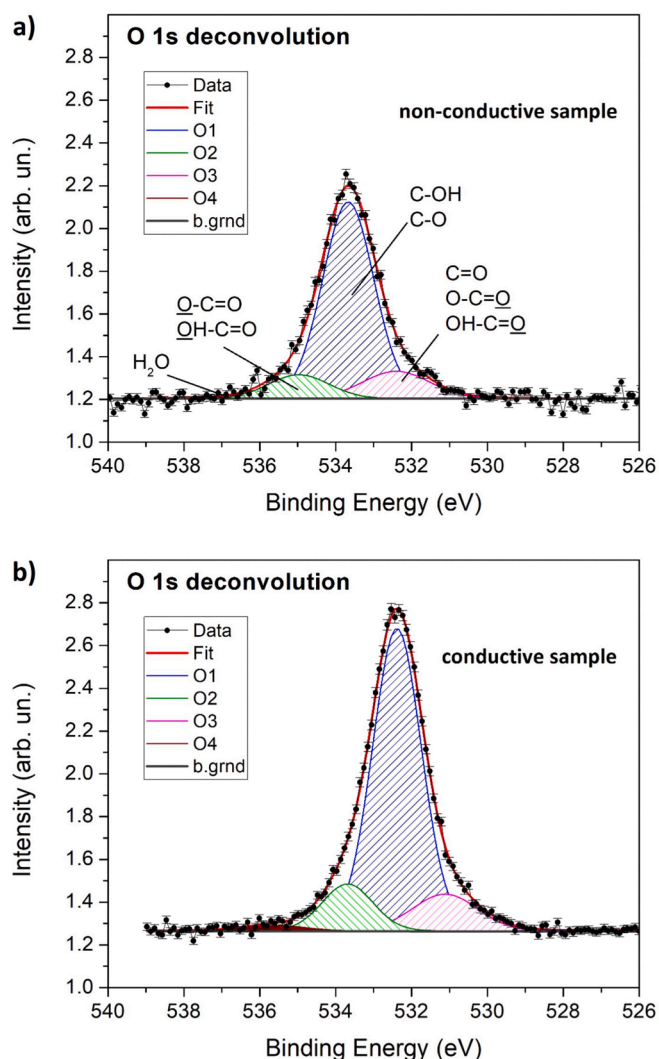 a)
O 1s deconvolution
Data
Fit
O1
O2
O3
O4
b.grnd
non-conductive sample
C-OH
C-O
C=O
O-C=O
OH-C=O
O-C=O
OH-C=O
H₂O
Intensity (arb. un.)
2.8
2.6
2.4
2.2
2.0
1.8
1.6
1.4
1.2
1.0
540 538 536 534 532 530 528 526
Binding Energy (eV)
b)
O 1s deconvolution
Data
Fit
O1
O2
O3
O4
b.grnd
conductive sample
Intensity (arb. un.)
2.8
2.6
2.4
2.2
2.0
1.8
1.6
1.4
1.2
1.0
540 538 536 534 532 530 528 526
Binding Energy (eV)